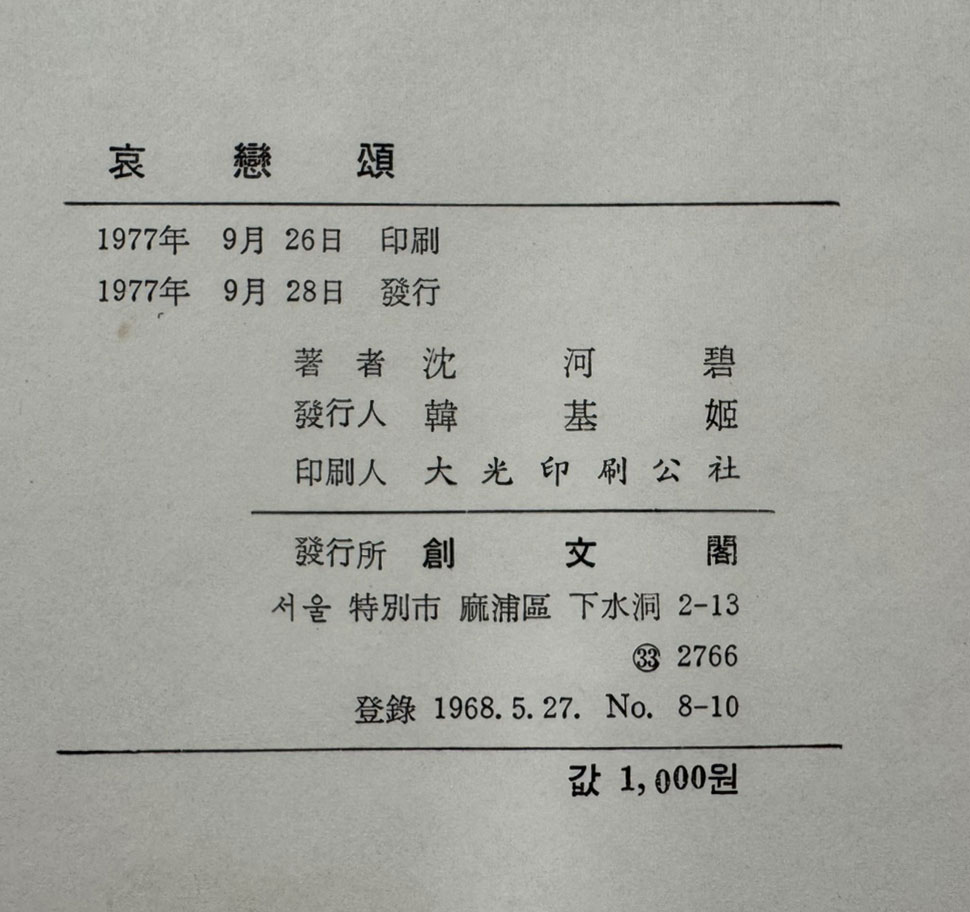 哀戀頌
1977年 9月 26日 印刷
1977年 9月 28日 發行
著者 沈河碧
發行人 韓基姬
印刷人 大光印刷公社
發行所 創文閣
서울 特別市 麻浦區 下水洞 2-13
㉝ 2766
登錄 1968.5.27. No. 8-10
값 1,000원